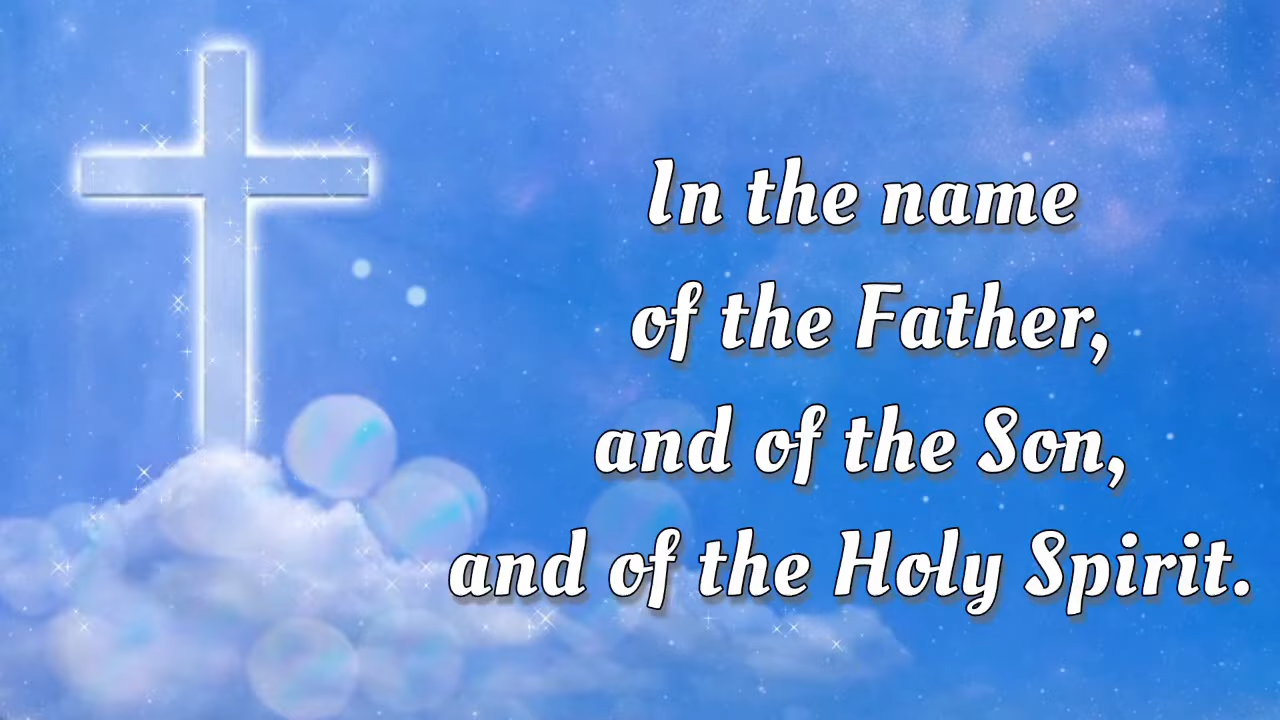 In the name
of the Father,
and of the Son,
and of the Holy Spirit.